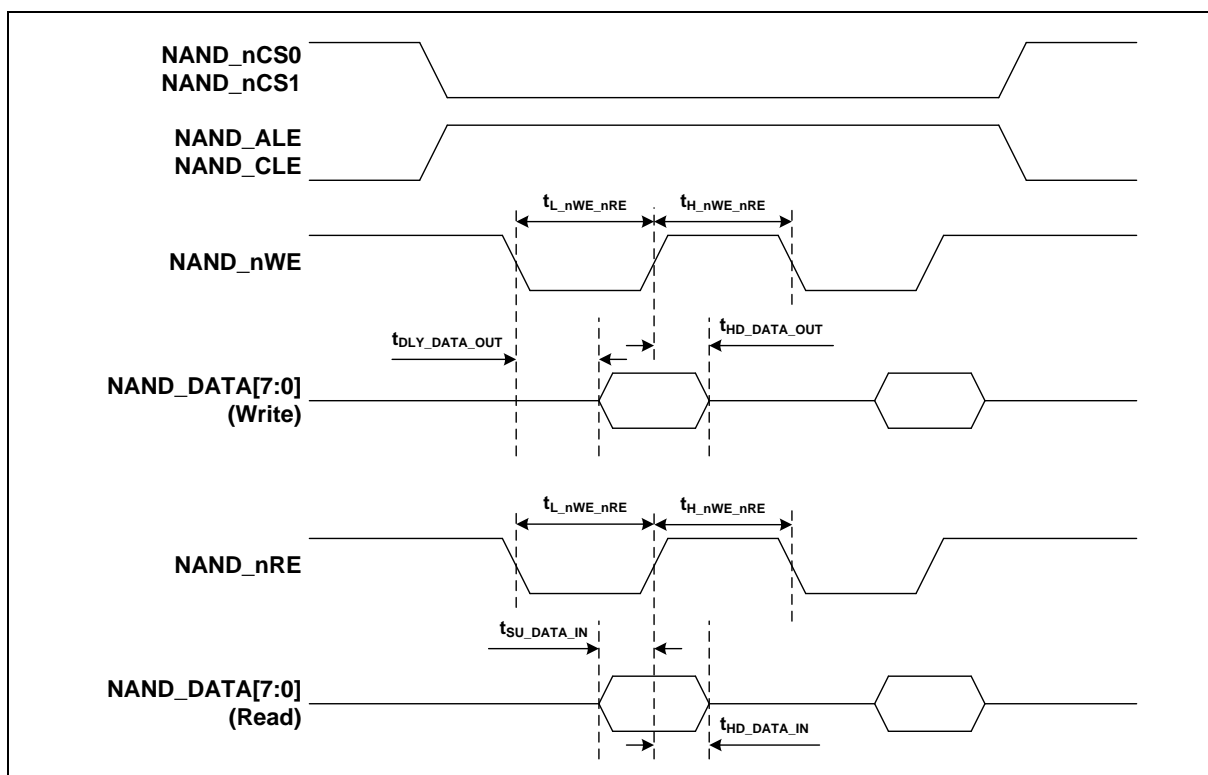 NAND_nCS0
NAND_nCS1
NAND_ALE
NAND_CLE
tL_nWE_nRE
tH_nWE_nRE
NAND_nWE
tDLY_DATA_OUT
tHD_DATA_OUT
NAND_DATA[7:0]
(Write)
tL_nWE_nRE
tH_nWE_nRE
NAND_nRE
tSU_DATA_IN
NAND_DATA[7:0]
(Read)
tHD_DATA_IN